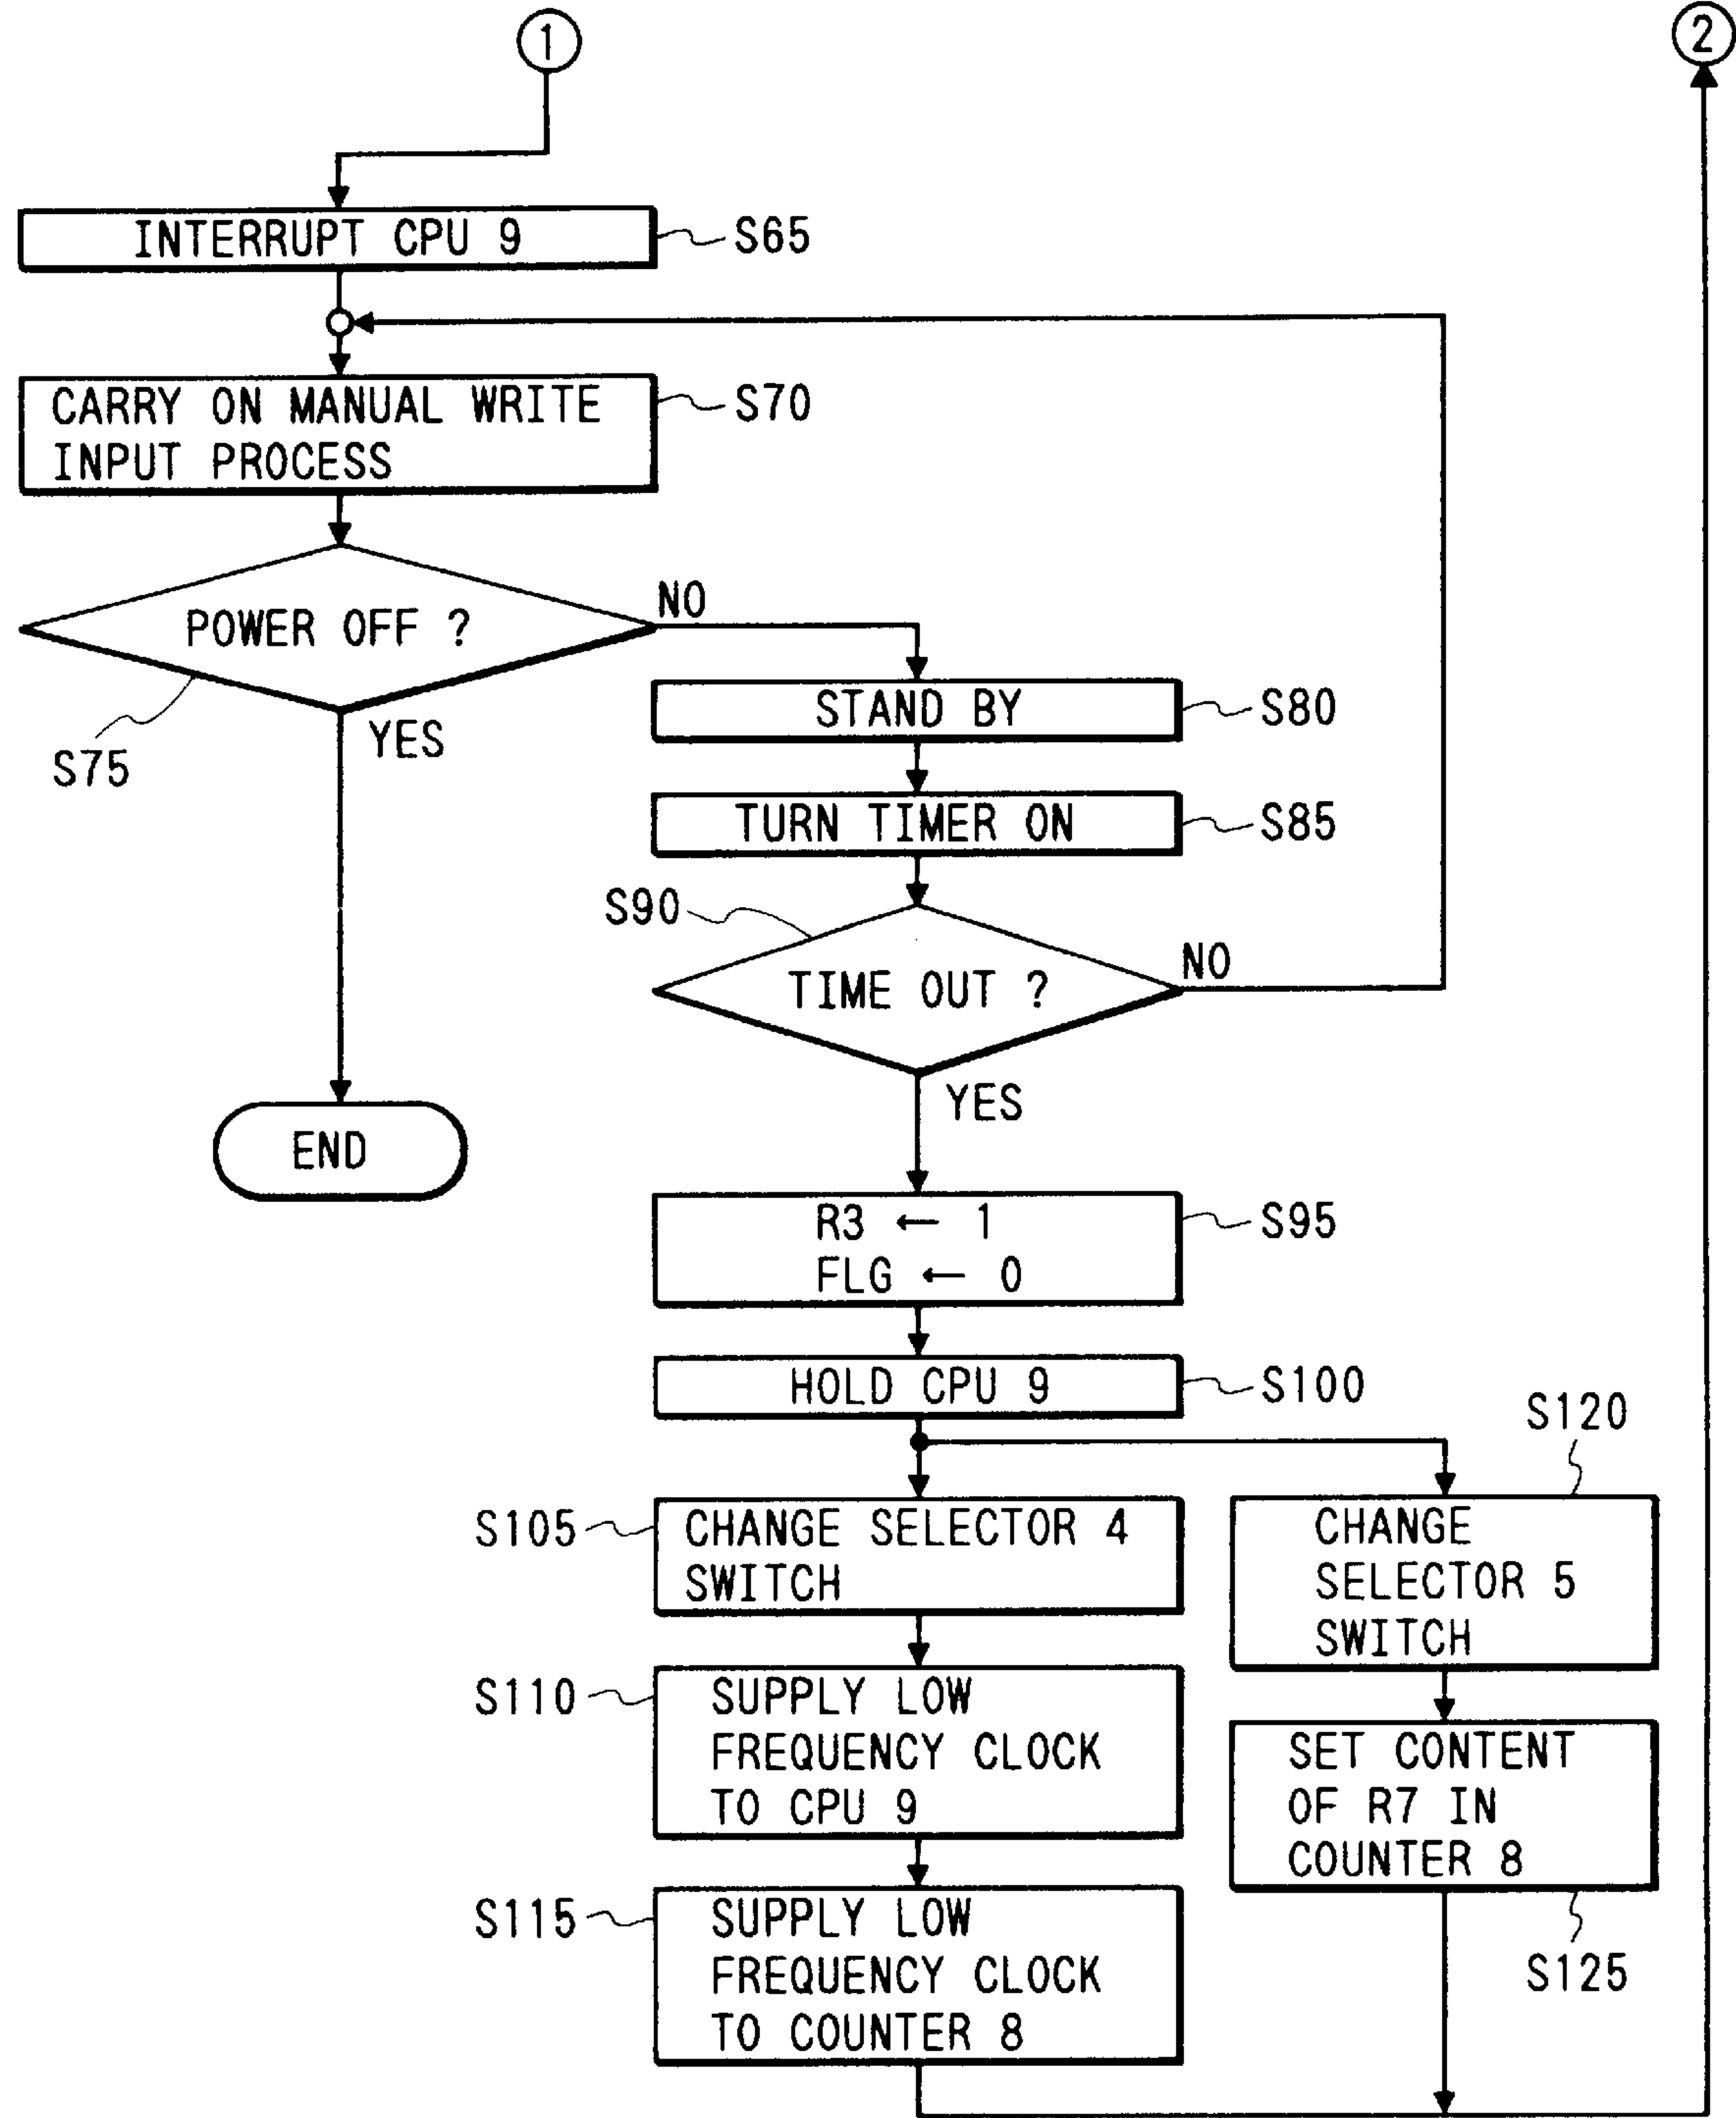 1
2
INTERRUPT CPU 9
S65
CARRY ON MANUAL WRITE
INPUT PROCESS
S70
POWER OFF ?
NO
YES
S75
STAND BY
S80
TURN TIMER ON
S85
S90
TIME OUT ?
NO
YES
END
R3 ← 1
FLG ← 0
S95
HOLD CPU 9
S100
S105
CHANGE SELECTOR 4
SWITCH
S110
SUPPLY LOW
FREQUENCY CLOCK
TO CPU 9
S115
SUPPLY LOW
FREQUENCY CLOCK
TO COUNTER 8
S120
CHANGE
SELECTOR 5
SWITCH
SET CONTENT
OF R7 IN
COUNTER 8
S125